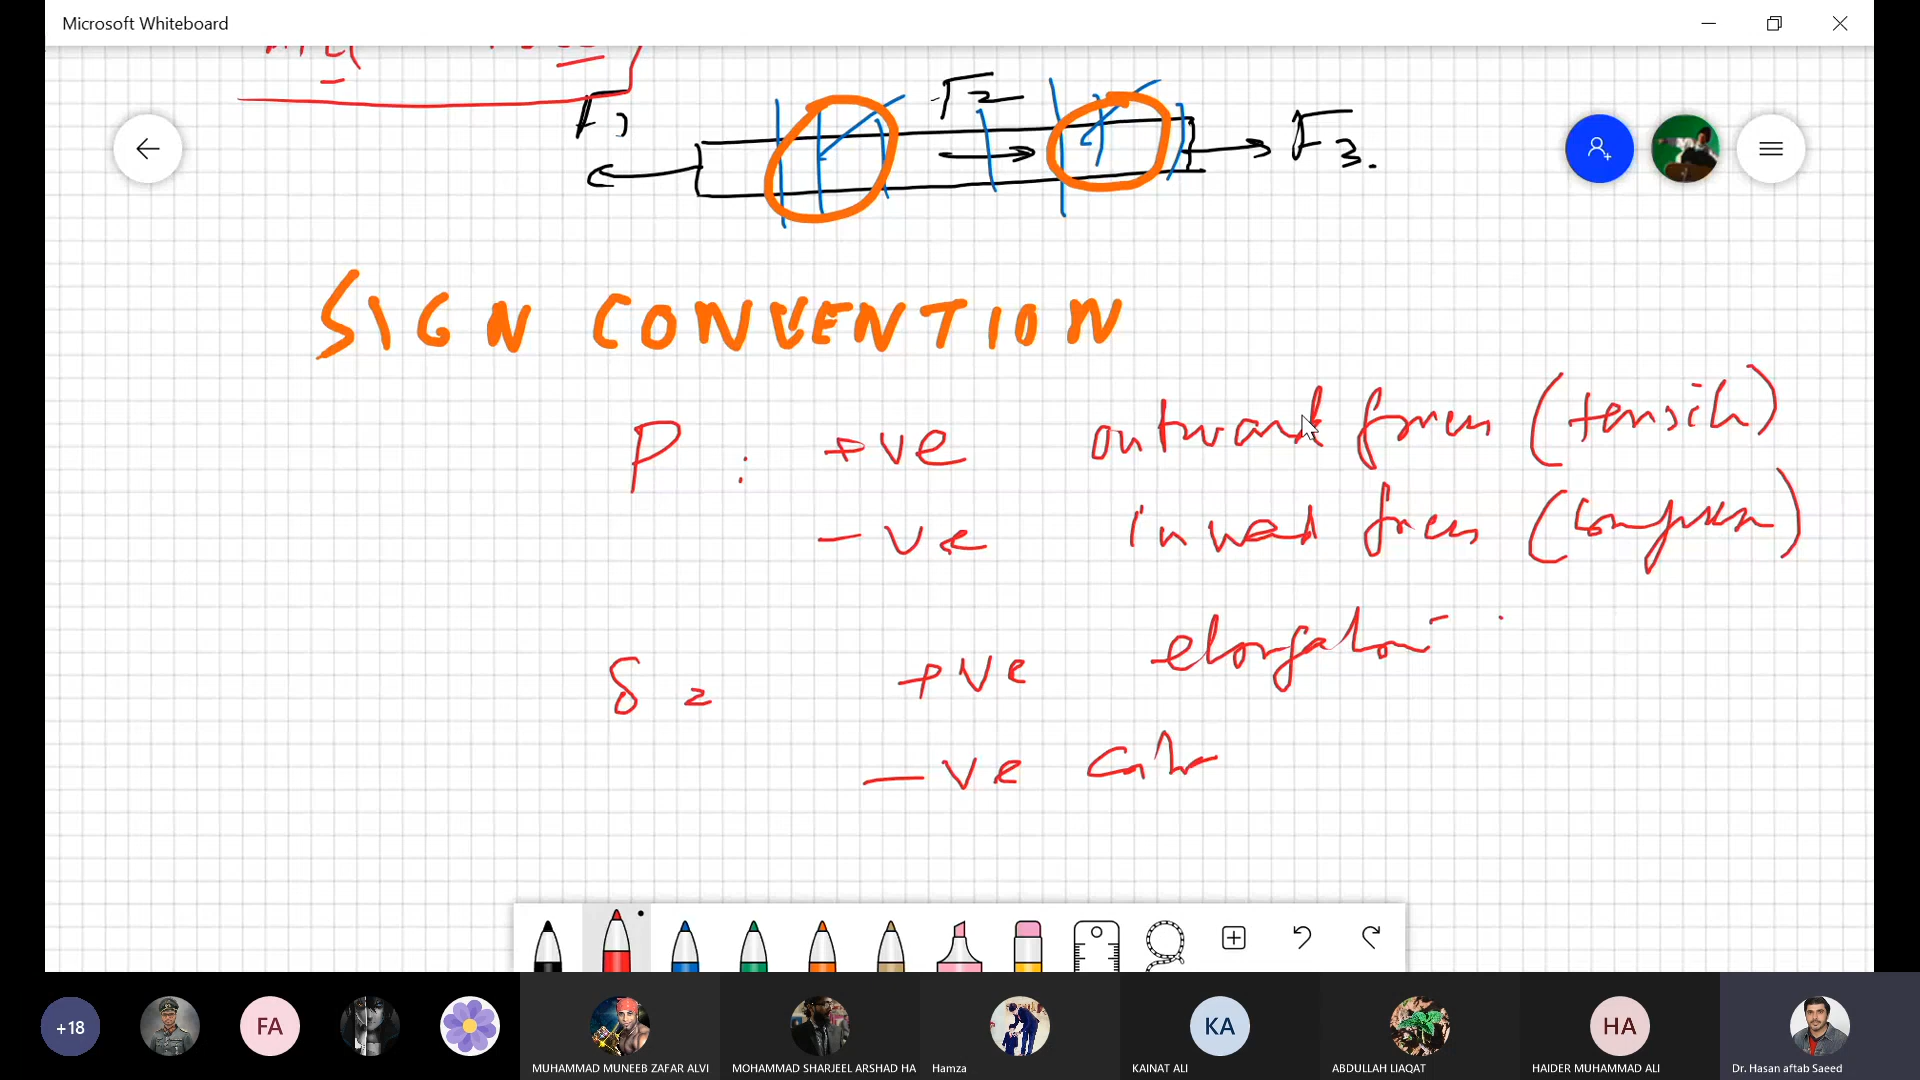 Microsoft Whiteboard
F1
F2
F3.
SIGN CONVENTION
P : +ve outward forces (tensile)
-ve inward forces (compression)
δ = +ve elongation
-ve
+18
FA
KA
HA
MUHAMMAD MUNEEB ZAFAR ALVI
MOHAMMAD SHARJEEL ARSHAD HA
Hamza
KAINAT ALI
ABDULLAH LIAQAT
HAIDER MUHAMMAD ALI
Dr. Hasan aftab Saeed